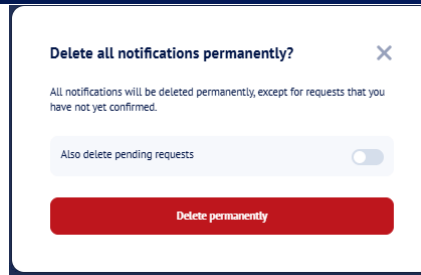 Delete all notifications permanently?
All notifications will be deleted permanently, except for requests that you
have not yet confirmed.
Also delete pending requests
Delete permanently